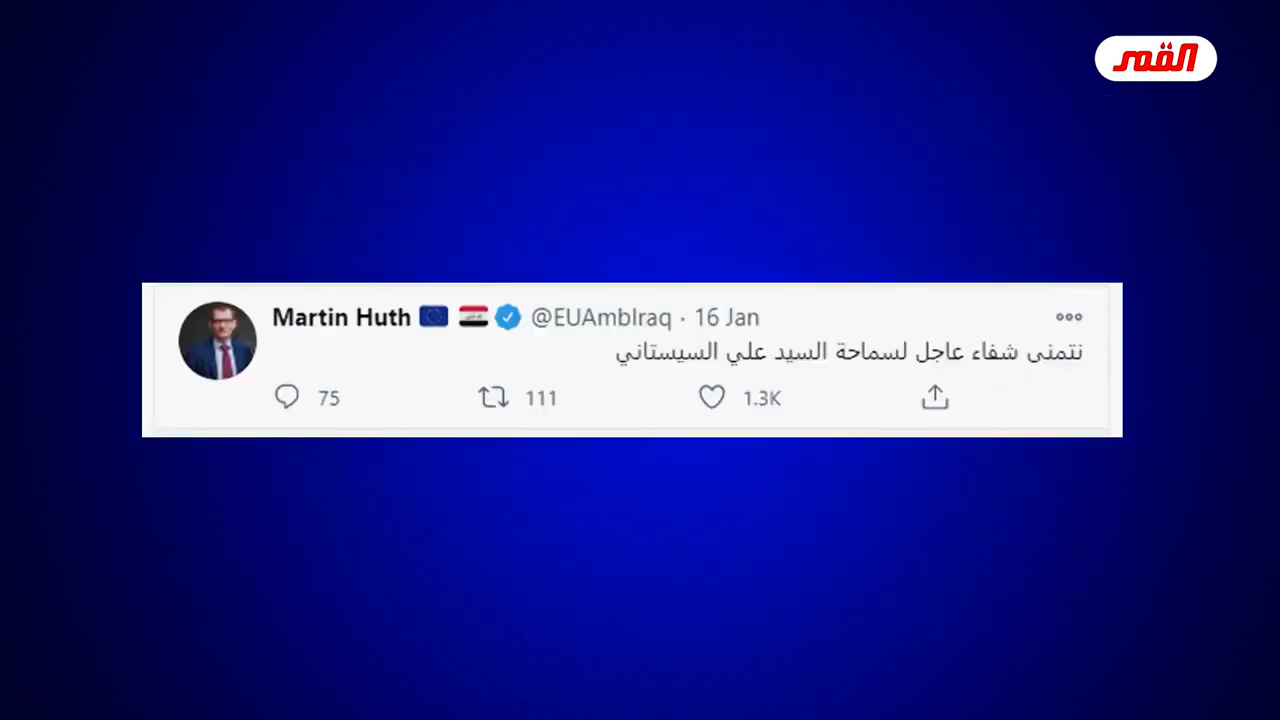 القمر
Martin Huth @EUAmbIraq · 16 Jan
نتمنى شفاء عاجل لسماحة السيد علي السيستاني
75 111 1.3K